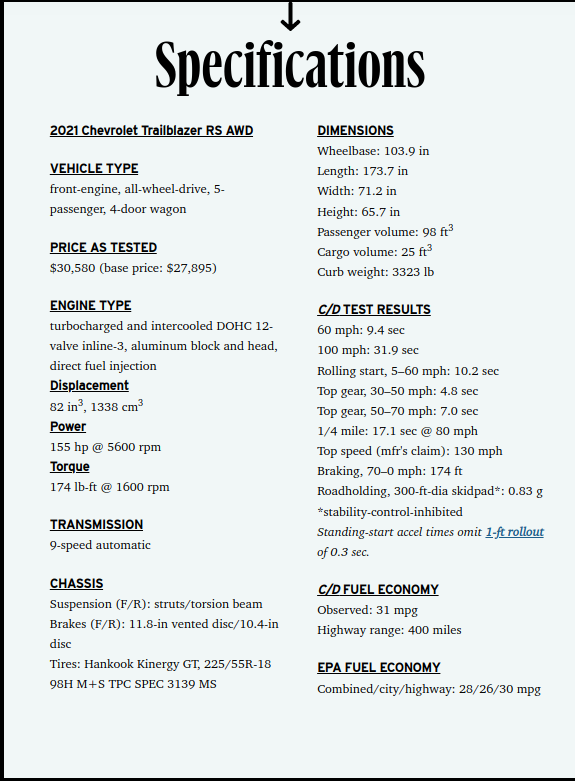 Specifications
2021 Chevrolet Trailblazer RS AWD
VEHICLE TYPE
front-engine, all-wheel-drive, 5-
passenger, 4-door wagon
PRICE AS TESTED
$30,580 (base price: $27,895)
ENGINE TYPE
turbocharged and intercooled DOHC 12-
valve inline-3, aluminum block and head,
direct fuel injection
Displacement
82 in³, 1338 cm³
Power
155 hp @ 5600 rpm
Torque
174 lb-ft @ 1600 rpm
TRANSMISSION
9-speed automatic
CHASSIS
Suspension (F/R): struts/torsion beam
Brakes (F/R): 11.8-in vented disc/10.4-in
disc
Tires: Hankook Kinergy GT, 225/55R-18
98H M+S TPC SPEC 3139 MS
DIMENSIONS
Wheelbase: 103.9 in
Length: 173.7 in
Width: 71.2 in
Height: 65.7 in
Passenger volume: 98 ft³
Cargo volume: 25 ft³
Curb weight: 3323 lb
C/D TEST RESULTS
60 mph: 9.4 sec
100 mph: 31.9 sec
Rolling start, 5–60 mph: 10.2 sec
Top gear, 30–50 mph: 4.8 sec
Top gear, 50–70 mph: 7.0 sec
1/4 mile: 17.1 sec @ 80 mph
Top speed (mfr's claim): 130 mph
Braking, 70–0 mph: 174 ft
Roadholding, 300-ft-dia skidpad*: 0.83 g
*stability-control-inhibited
Standing-start accel times omit 1-ft rollout
of 0.3 sec.
C/D FUEL ECONOMY
Observed: 31 mpg
Highway range: 400 miles
EPA FUEL ECONOMY
Combined/city/highway: 28/26/30 mpg